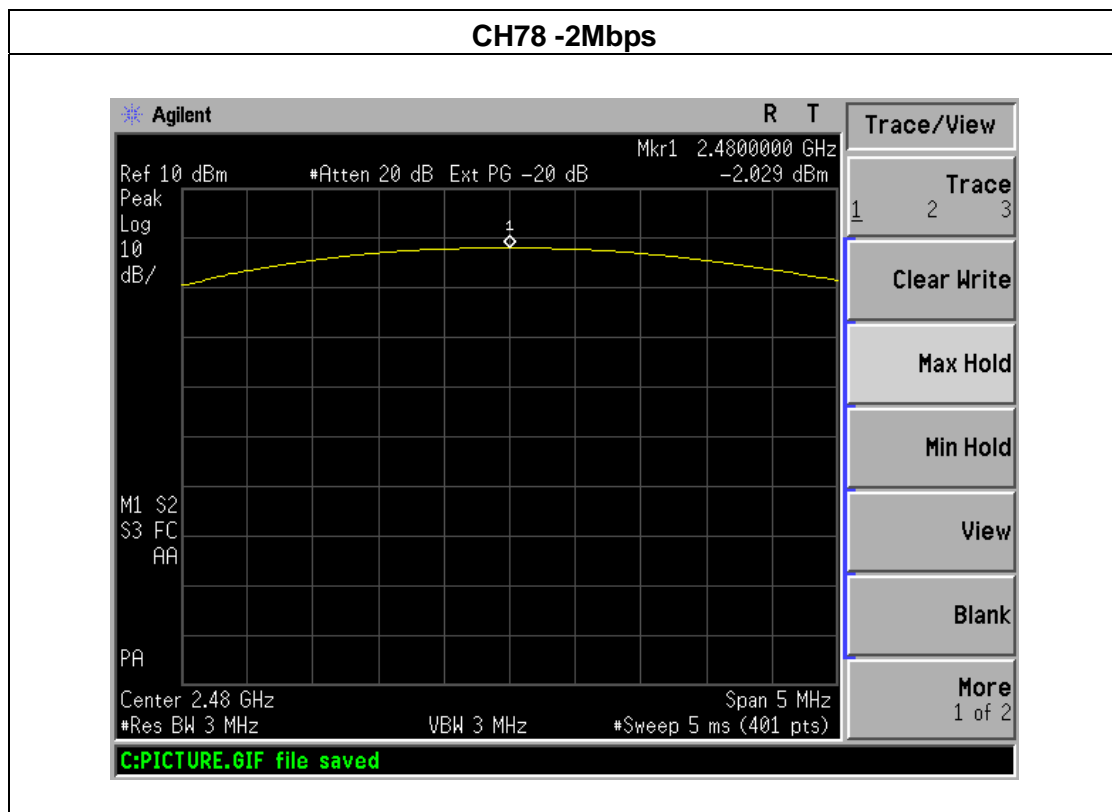 CH78 -2Mbps
Agilent R T
Mkr1 2.4800000 GHz
Ref 10 dBm #Atten 20 dB Ext PG -20 dB -2.029 dBm
Peak
Log
10
dB/
1
M1 S2
S3 FC
AA
PA
Center 2.48 GHz Span 5 MHz
#Res BW 3 MHz VBW 3 MHz #Sweep 5 ms (401 pts)
C:PICTURE.GIF file saved
Trace/View
Trace
1 2 3
Clear Write
Max Hold
Min Hold
View
Blank
More
1 of 2